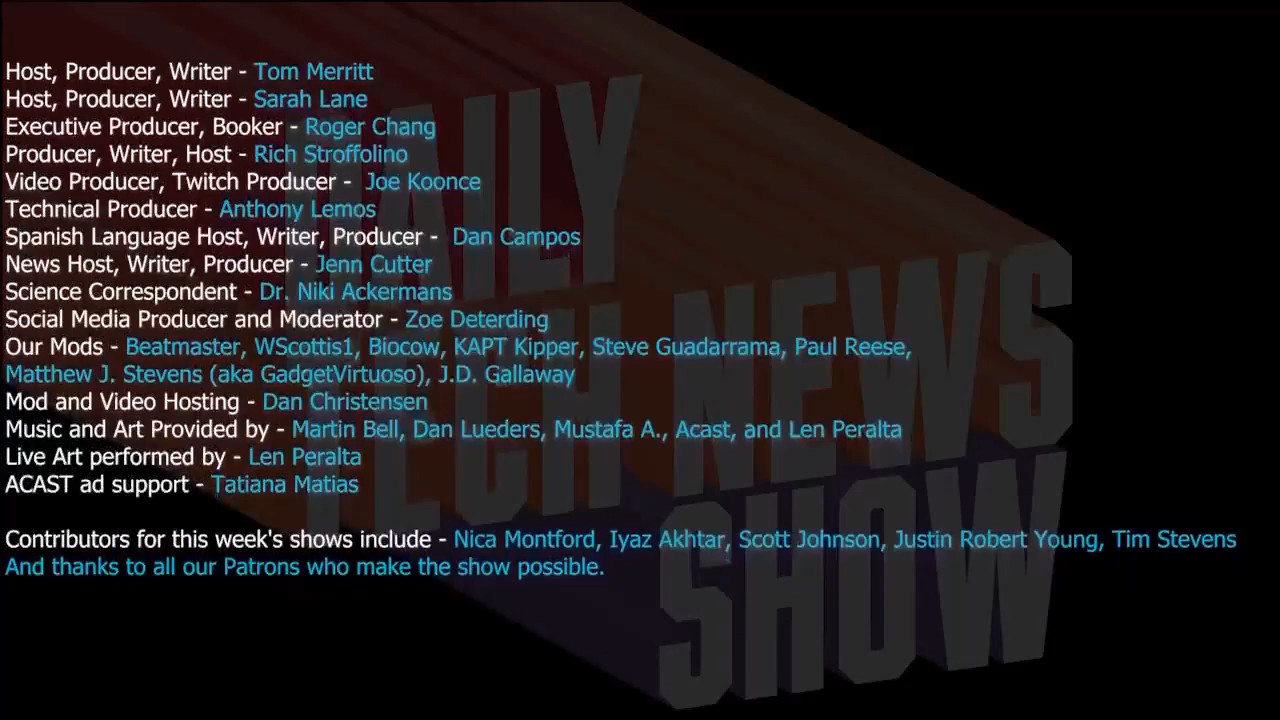 Host, Producer, Writer - Tom Merritt
Host, Producer, Writer - Sarah Lane
Executive Producer, Booker - Roger Chang
Producer, Writer, Host - Rich Stroffolino
Video Producer, Twitch Producer - Joe Koonce
Technical Producer - Anthony Lemos
Spanish Language Host, Writer, Producer - Dan Campos
News Host, Writer, Producer - Jenn Cutter
Science Correspondent - Dr. Niki Ackermans
Social Media Producer and Moderator - Zoe Deterding
Our Mods - Beatmaster, WScottis1, Biocow, KAPT Kipper, Steve Guadarrama, Paul Reese,
Matthew J. Stevens (aka GadgetVirtuoso), J.D. Gallaway
Mod and Video Hosting - Dan Christensen
Music and Art Provided by - Martin Bell, Dan Lueders, Mustafa A., Acast, and Len Peralta
Live Art performed by - Len Peralta
ACAST ad support - Tatiana Matias
Contributors for this week's shows include - Nica Montford, Iyaz Akhtar, Scott Johnson, Justin Robert Young, Tim Stevens
And thanks to all our Patrons who make the show possible.
DAILY
TECH NEWS
SHOW